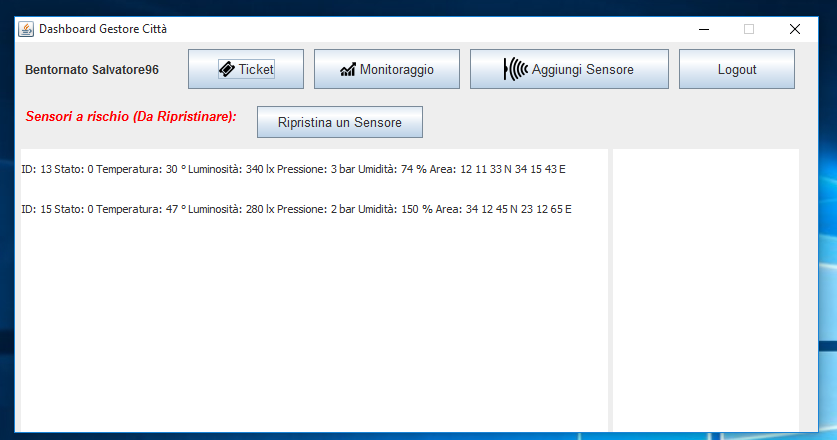 Dashboard Gestore Città
Bentornato Salvatore96 Ticket Monitoraggio Aggiungi Sensore Logout
Sensori a rischio (Da Ripristinare): Ripristina un Sensore
ID: 13 Stato: 0 Temperatura: 30 ° Luminosità: 340 lx Pressione: 3 bar Umidità: 74 % Area: 12 11 33 N 34 15 43 E
ID: 15 Stato: 0 Temperatura: 47 ° Luminosità: 280 lx Pressione: 2 bar Umidità: 150 % Area: 34 12 45 N 23 12 65 E